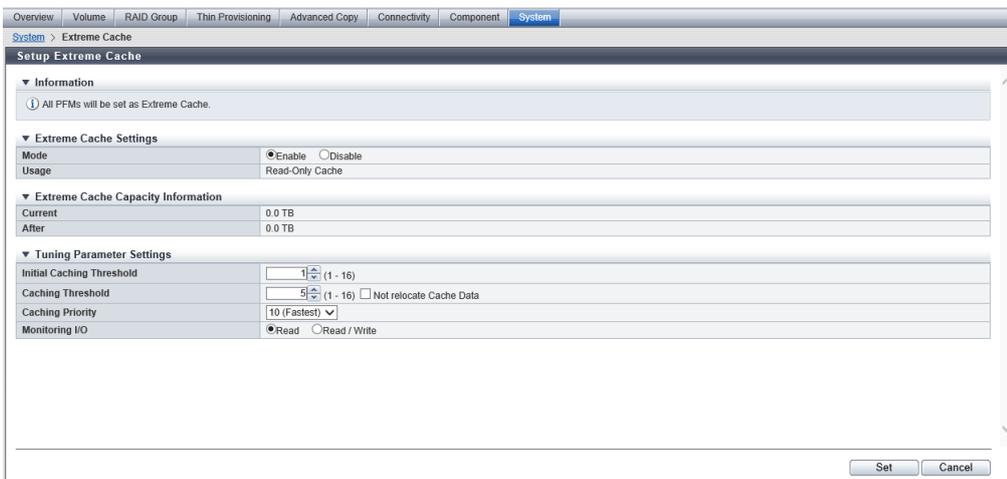 Overview Volume RAID Group Thin Provisioning Advanced Copy Connectivity Component System
System > Extreme Cache
Setup Extreme Cache
Information
All PFMs will be set as Extreme Cache.
Extreme Cache Settings
Mode Enable Disable
Usage Read-Only Cache
Extreme Cache Capacity Information
Current 0.0 TB
After 0.0 TB
Tuning Parameter Settings
Initial Caching Threshold 1 (1 - 16)
Caching Threshold 5 (1 - 16) Not relocate Cache Data
Caching Priority 10 (Fastest)
Monitoring I/O Read Read / Write
Set Cancel